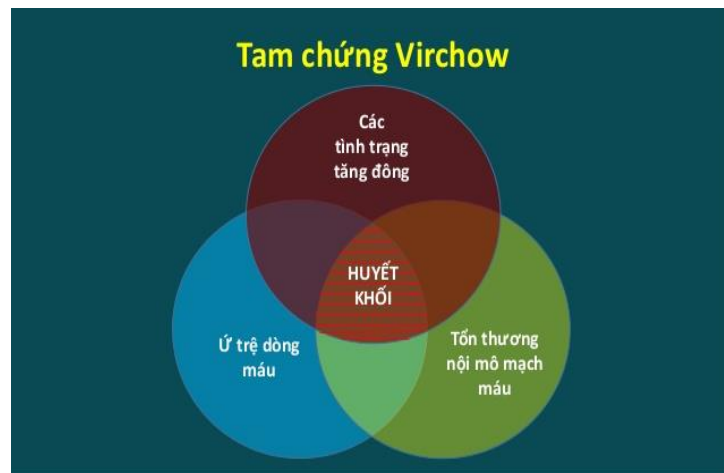 Tam chứng Virchow
Các
tình trạng
tăng đông
HUYẾT
KHỐI
Ứ trệ dòng
máu
Tổn thương
nội mô mạch
máu